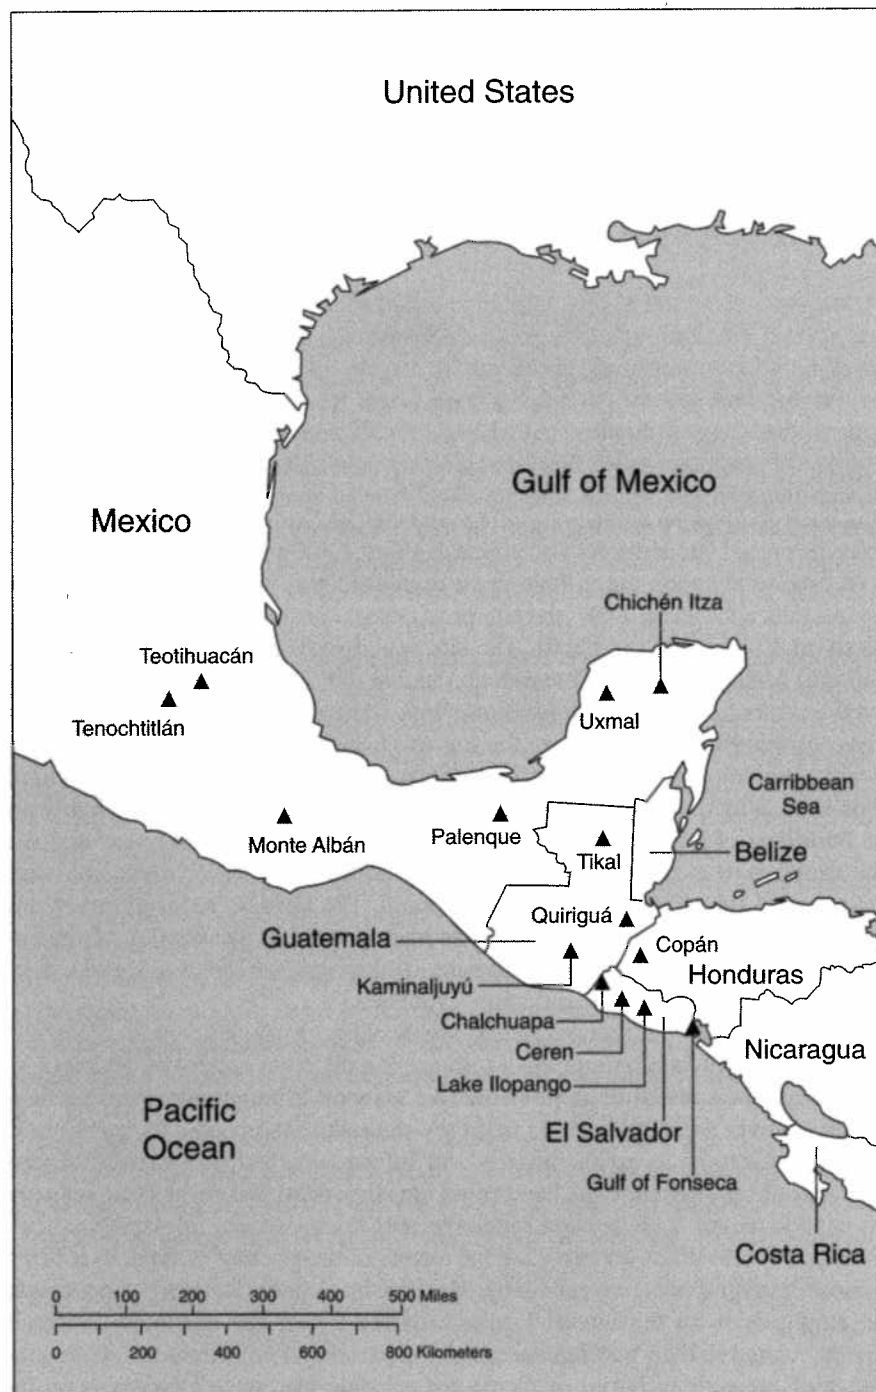 United States
Gulf of Mexico
Mexico
Chichén Itza
Teotihuacán
Tenochtitlán
Uxmal
Carribbean
Sea
Monte Albán
Palenque
Tikal
Belize
Quiriguá
Guatemala
Copán
Honduras
Kaminaljuyú
Chalchuapa
Ceren
Nicaragua
Lake Ilopango
Pacific
Ocean
El Salvador
Gulf of Fonseca
Costa Rica
0 100 200 300 400 500 Miles
0 200 400 600 800 Kilometers